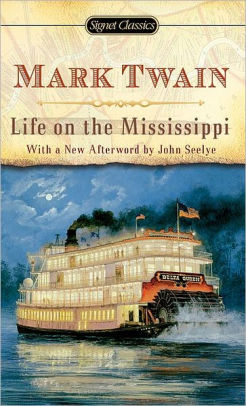 Signet Classics
MARK TWAIN
Life on the Mississippi
With a New Afterword by John Seelye
DELTA QUEEN